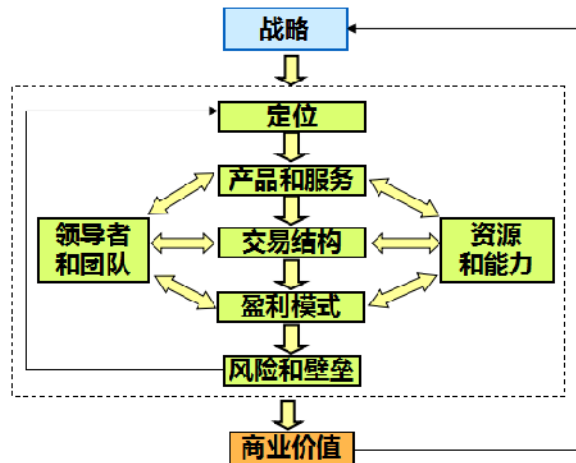 战略
定位
产品和服务
领导者
和团队
交易结构
资源
和能力
盈利模式
风险和壁垒
商业价值